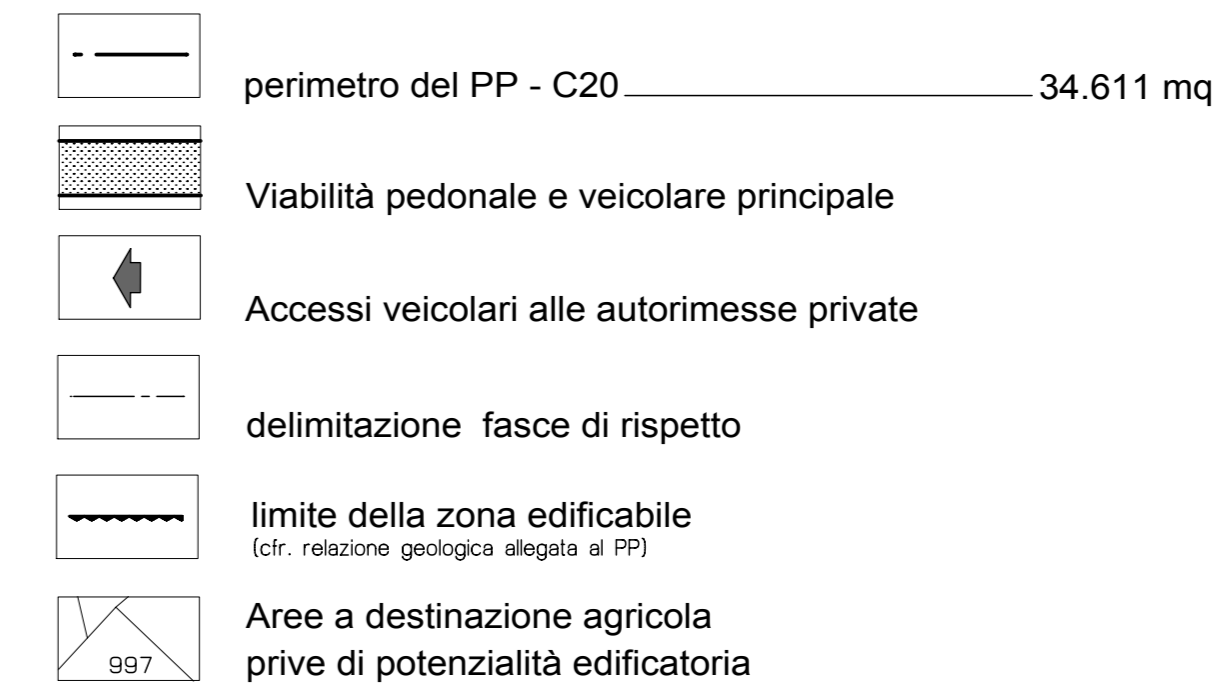 perimetro del PP - C20 34.611 mq
Viabilità pedonale e veicolare principale
Accessi veicolari alle autorimesse private
delimitazione fasce di rispetto
limite della zona edificabile
(cfr. relazione geologica allegata al PP)
Aree a destinazione agricola
997 prive di potenzialità edificatoria